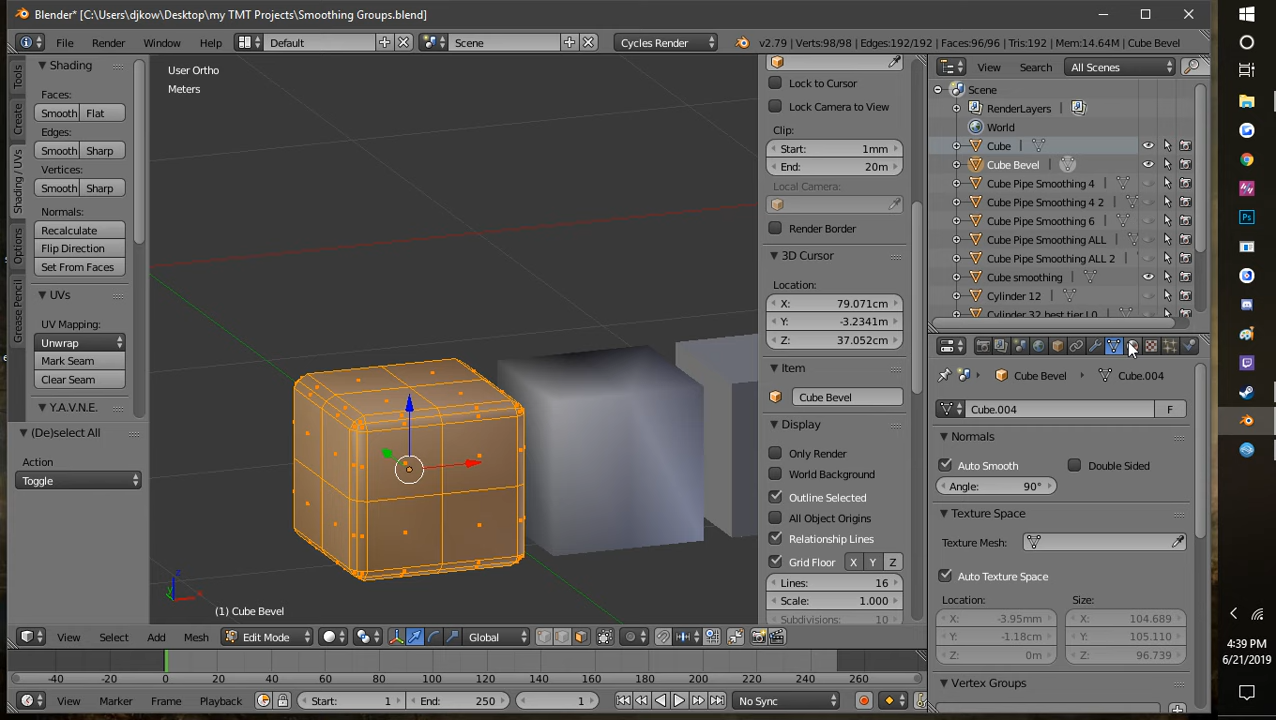 Blender* [C:\Users\djkow\Desktop\my TMT Projects\Smoothing Groups.blend]
File Render Window Help Default Scene Cycles Render v2.79 | Verts:98/98 | Edges:192/192 | Faces:96/96 | Tris:192 | Mem:14.64M | Cube Bevel
Tools
Create
Shading / UVs
Options
Grease Pencil
Shading
Faces:
Smooth Flat
Edges:
Smooth Sharp
Vertices:
Smooth Sharp
Normals:
Recalculate
Flip Direction
Set From Faces
UVs
UV Mapping:
Unwrap
Mark Seam
Clear Seam
Y.A.V.N.E.
(De)select All
Action
Toggle
User Ortho
Meters
(1) Cube Bevel
Lock to Cursor
Lock Camera to View
Clip:
Start: 1mm
End: 20m
Local Camera:
Render Border
3D Cursor
Location:
X: 79.071cm
Y: -3.2341m
Z: 37.052cm
Item
Cube Bevel
Display
Only Render
World Background
Outline Selected
All Object Origins
Relationship Lines
Grid Floor X Y Z
Lines: 16
Scale: 1.000
Subdivisions: 10
View Search All Scenes
Scene
RenderLayers |
World
Cube |
Cube Bevel
Cube Pipe Smoothing 4
Cube Pipe Smoothing 4 2
Cube Pipe Smoothing 6
Cube Pipe Smoothing ALL
Cube Pipe Smoothing ALL 2
Cube smoothing
Cylinder 12
Cylinder 32 best tier L0
Cube Bevel Cube.004
Cube.004 F
Normals
Auto Smooth Double Sided
Angle: 90°
Texture Space
Texture Mesh:
Auto Texture Space
Location: Size:
X: -3.95mm X: 104.689
Y: -1.18cm Y: 105.110
Z: 0m Z: 96.739
Vertex Groups
View Select Add Mesh Edit Mode Global
-40 -20 0 20 40 60 80 100 120 140 160 180 200 220 240 260
View Marker Frame Playback Start: 1 End: 250 1 No Sync
4:39 PM
6/21/2019